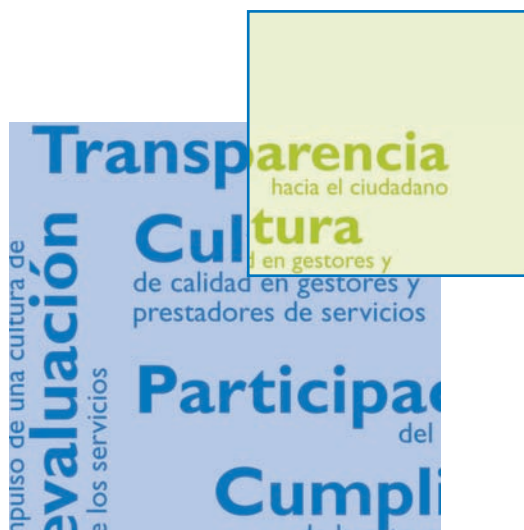 Transparencia
hacia el ciudadano
Cultura
d en gestores y
de calidad en gestores y
prestadores de servicios
Participac
del
Cumpli
mpulso de una cultura de
evaluación
e los servicios